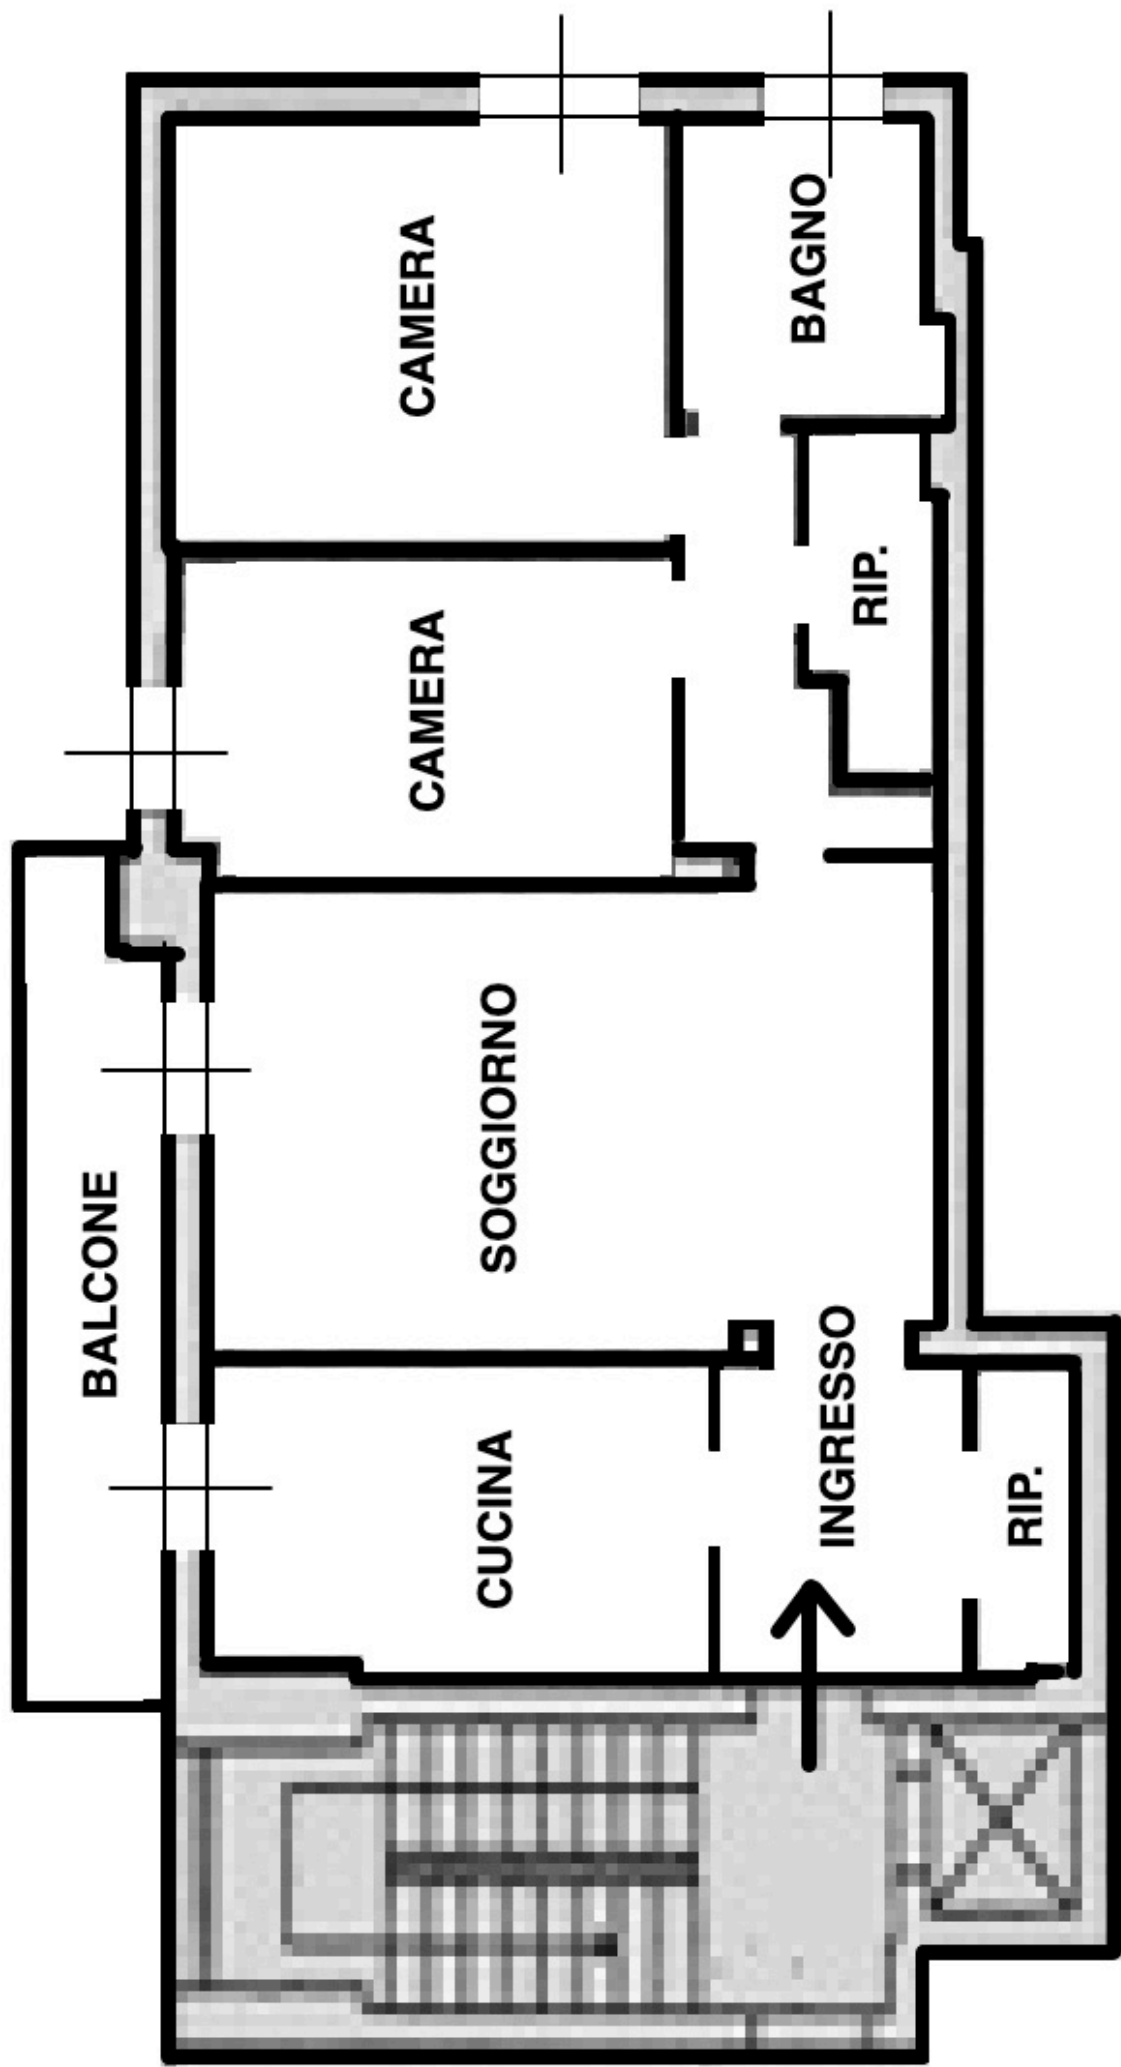 BALCONE
CUCINA
SOGGIORNO
CAMERA
CAMERA
INGRESSO
BAGNO
RIP.
RIP.